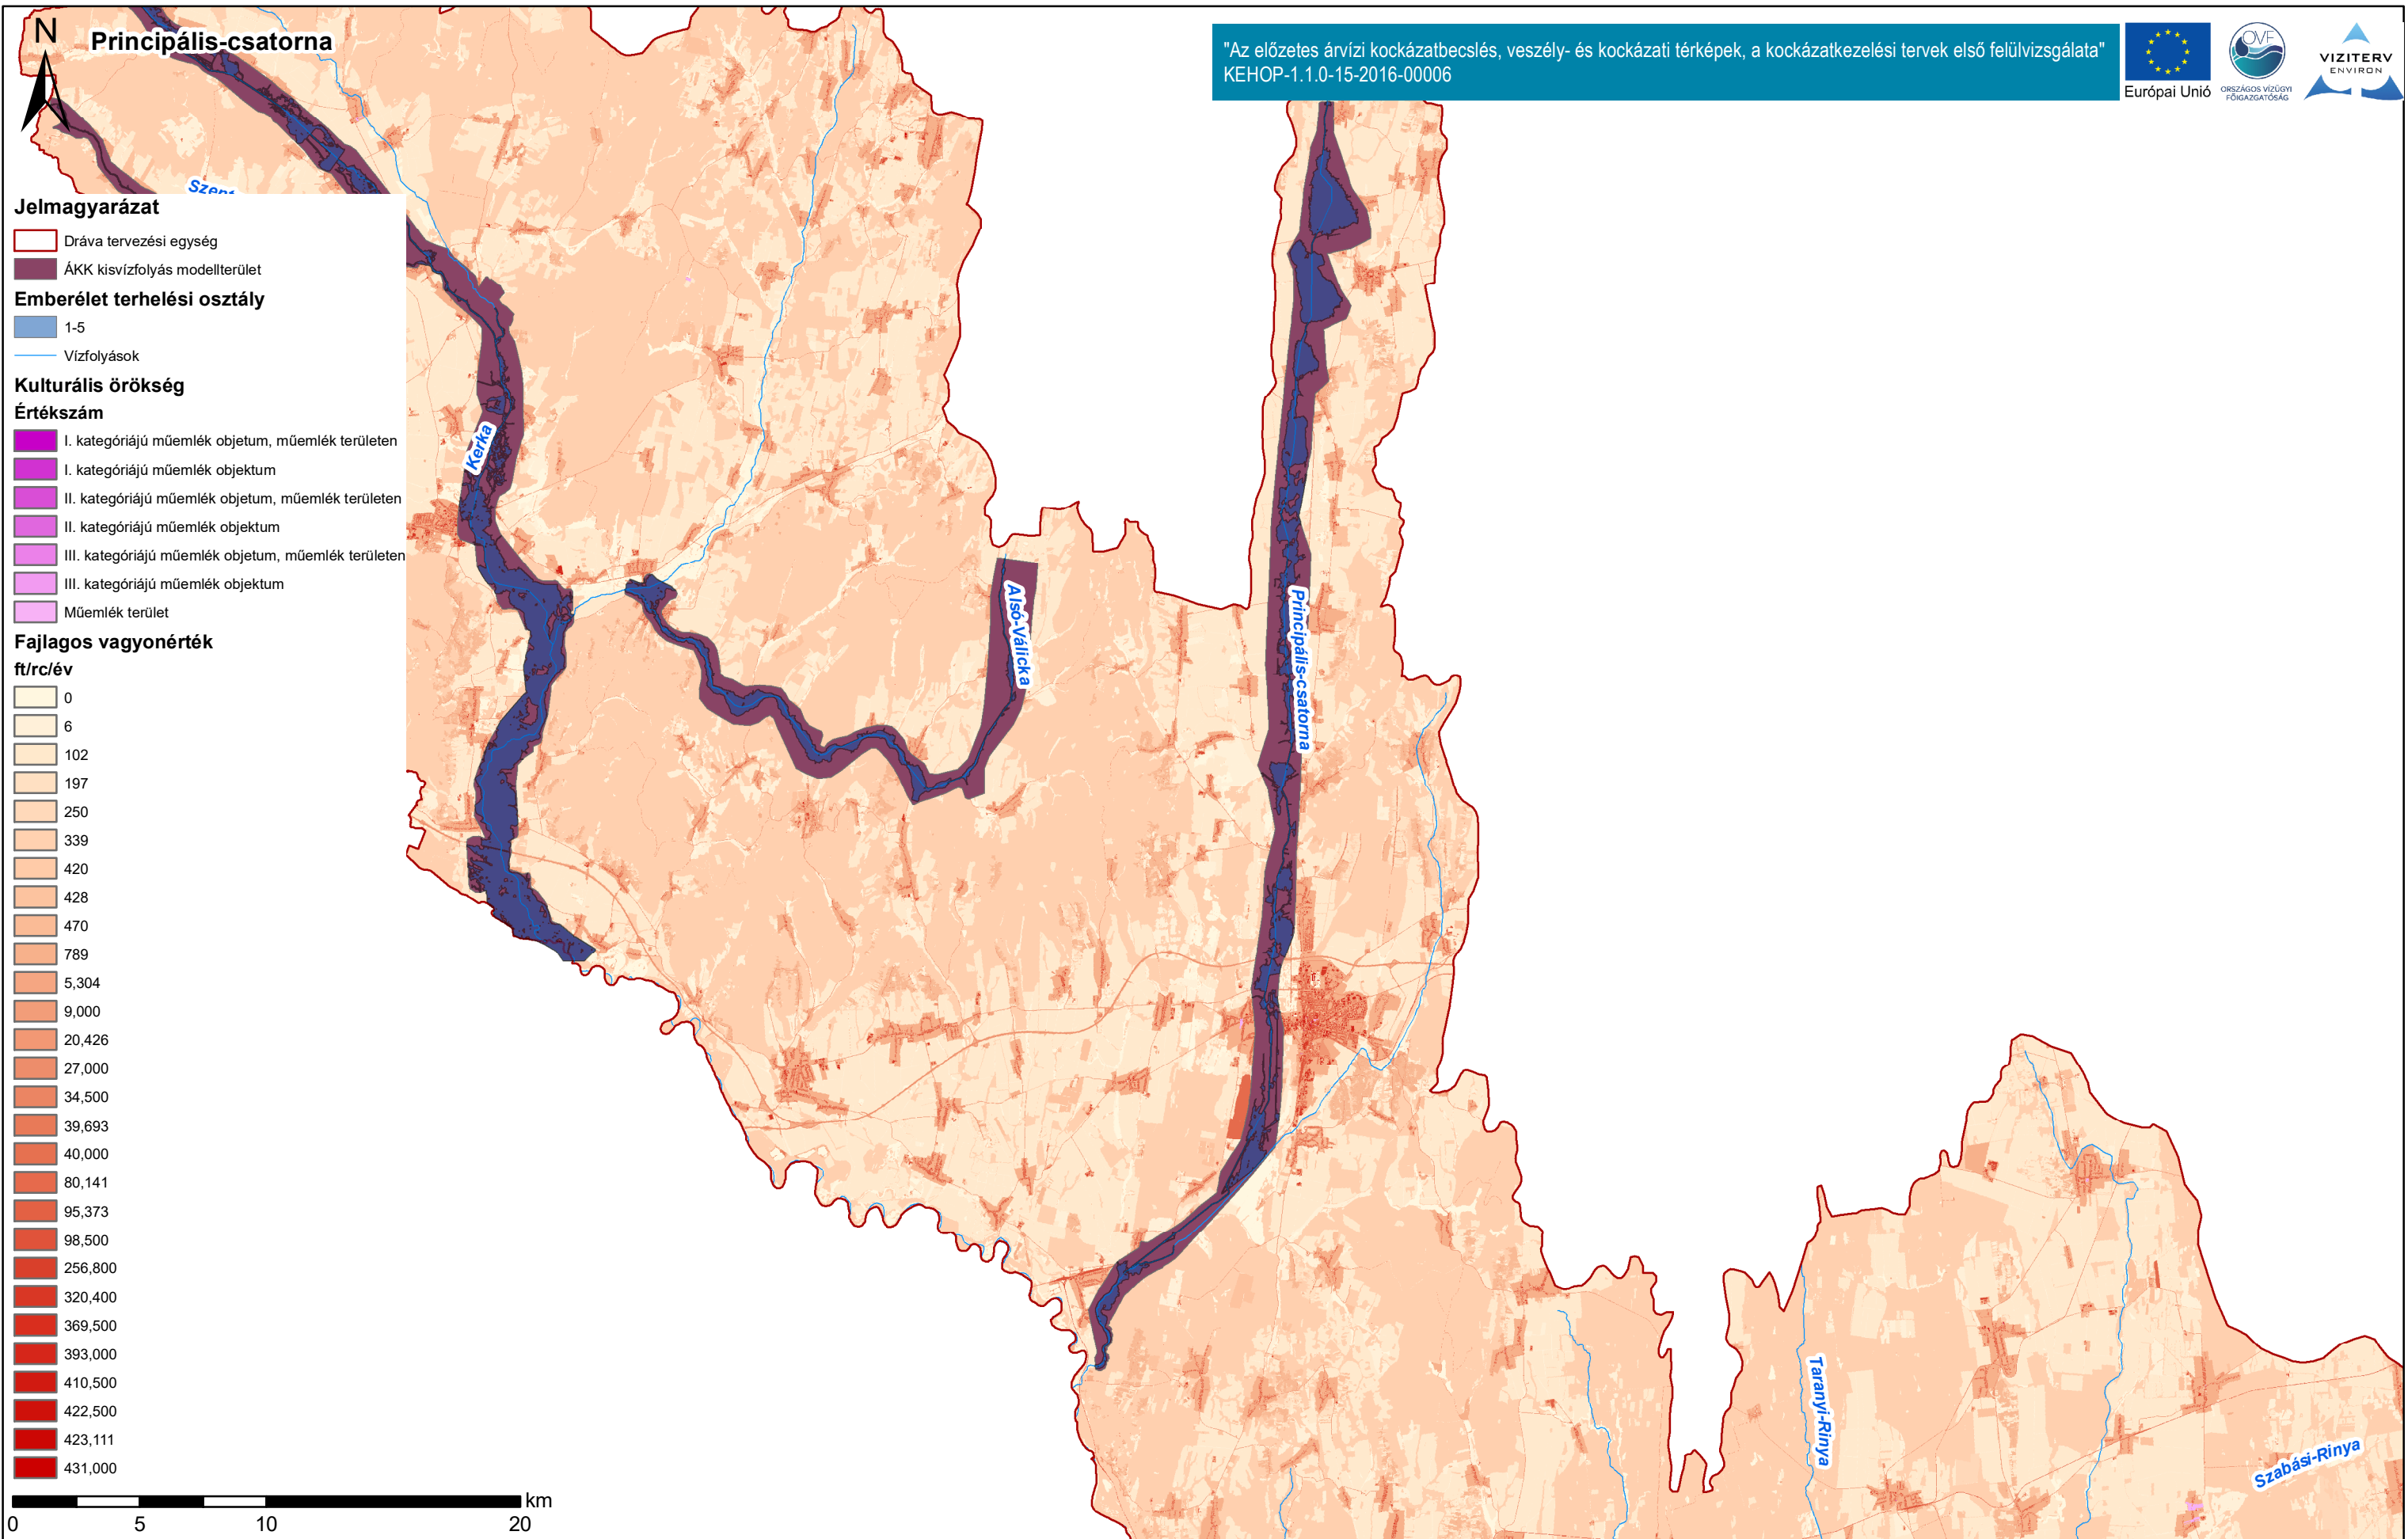 N
Principális-csatorna
"Az előzetes árvízi kockázatbecslés, veszély- és kockázati térképek, a kockázatkezelési tervek első felülvizsgálata"
KEHOP-1.1.0-15-2016-00006
Európai Unió
OVF
ORSZÁGOS VÍZÜGYI
FŐIGAZGATÓSÁG
VIZITERV
ENVIRON
Jelmagyarázat
Dráva tervezési egység
ÁKK kisvízfolyás modellterület
Emberélet terhelési osztály
1-5
Vízfolyások
Kulturális örökség
Értékszám
I. kategóriájú műemlék objetum, műemlék területen
I. kategóriájú műemlék objektum
II. kategóriájú műemlék objetum, műemlék területen
II. kategóriájú műemlék objektum
III. kategóriájú műemlék objetum, műemlék területen
III. kategóriájú műemlék objektum
Műemlék terület
Fajlagos vagyonérték
ft/rc/év
0
6
102
197
250
339
420
428
470
789
5,304
9,000
20,426
27,000
34,500
39,693
40,000
80,141
95,373
98,500
256,800
320,400
369,500
393,000
410,500
422,500
423,111
431,000
0 5 10 20 km
Kerka
Alsó-Válicka
Principális-csatorna
Taranyi-Rinya
Szabási-Rinya